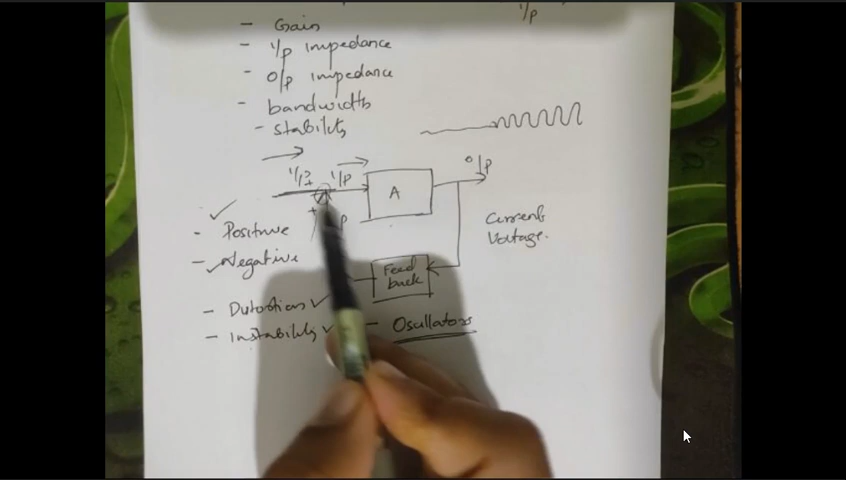 I/P
- Gain
- I/p impedance
- O/p impedance
- bandwidth
- stability
O/P
I/P I/P
A
+ P
Current
Voltage.
- Positive
- Negative
Feed
back
- Distortion
- Instability
- Oscillators